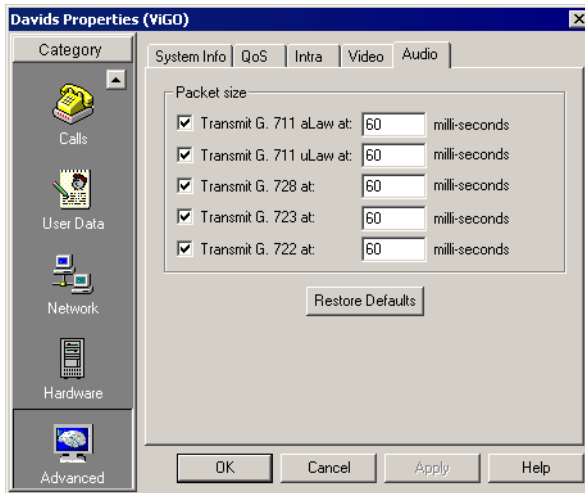 Davids Properties (ViGO)
Category
Calls
User Data
Network
Hardware
Advanced
System Info
QoS
Intra
Video
Audio
Packet size
Transmit G. 711 aLaw at: 60 milli-seconds
Transmit G. 711 uLaw at: 60 milli-seconds
Transmit G. 728 at: 60 milli-seconds
Transmit G. 723 at: 60 milli-seconds
Transmit G. 722 at: 60 milli-seconds
Restore Defaults
OK
Cancel
Apply
Help